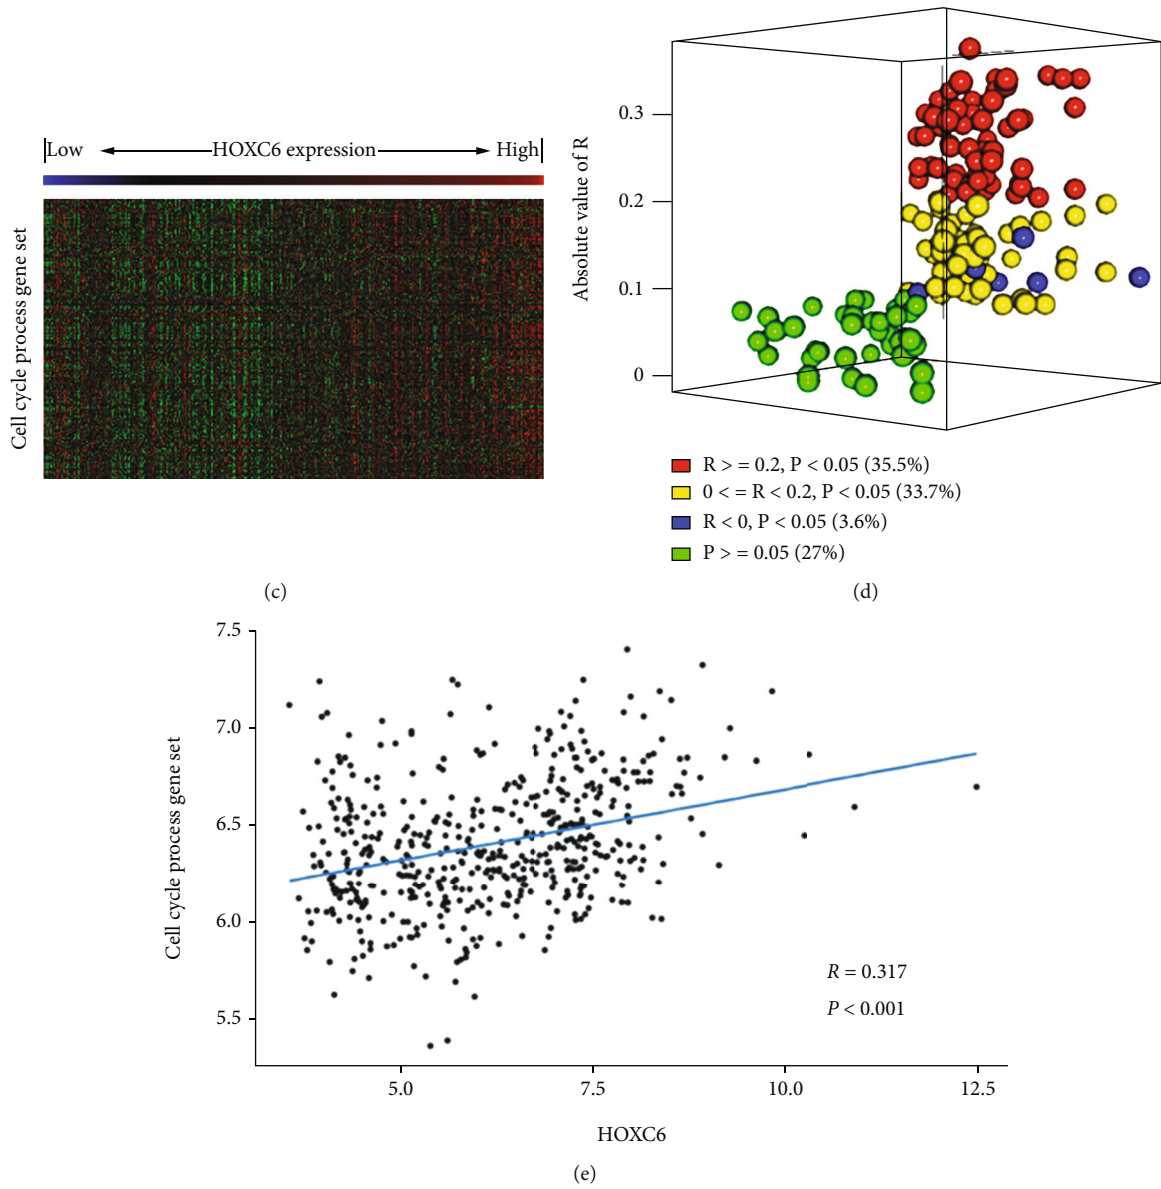 Low HOXC6 expression High
Cell cycle process gene set
(c)
Absolute value of R
0.3
0.2
0.1
0
R > = 0.2, P < 0.05 (35.5%)
0 < = R < 0.2, P < 0.05 (33.7%)
R < 0, P < 0.05 (3.6%)
P > = 0.05 (27%)
(d)
Cell cycle process gene set
7.5
7.0
6.5
6.0
5.5
R = 0.317
P < 0.001
5.0 7.5 10.0 12.5
HOXC6
(e)